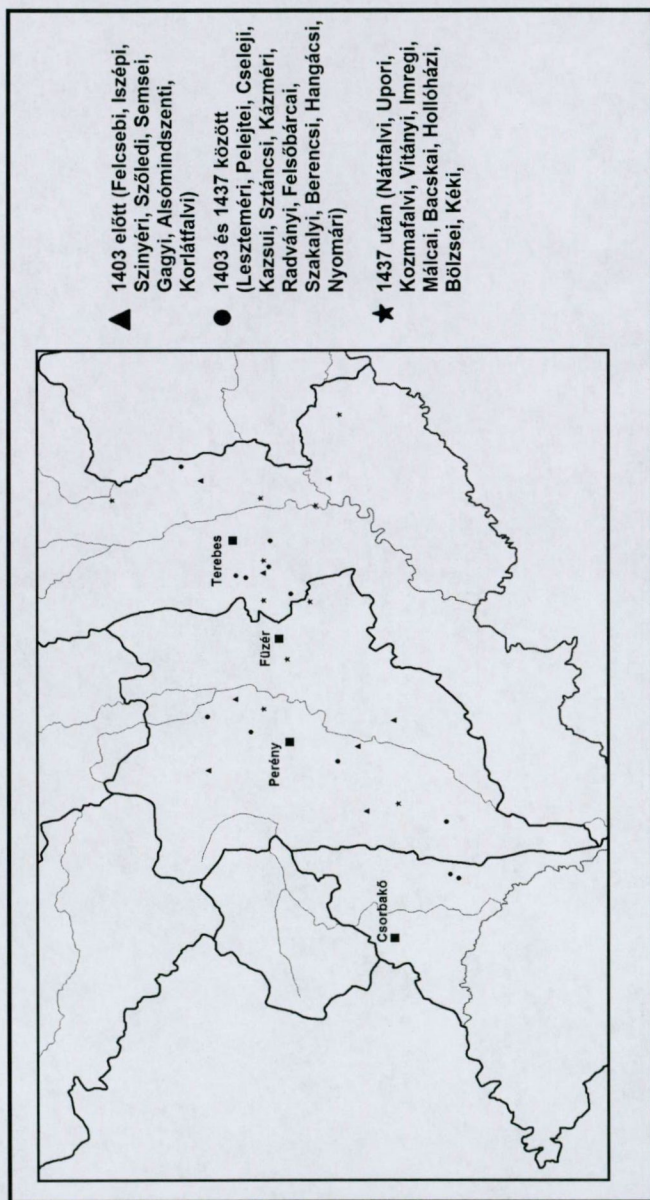 1403 előtt (Felcsebi, Iszépi,
Szinyéri, Szőledi, Semsei,
Gagyi, Alsómindszenti,
Korlátfalvi)
1403 és 1437 között
(Leszteméri, Pelejtei, Cseleji,
Kazsui, Sztáncsi, Kázméri,
Radványi, Felsőbárcai,
Szakalyi, Berencsi, Hangácsi,
Nyomári)
1437 után (Nátfalvi, Upori,
Kozmafalvi, Vitányi, Imregi,
Málcai, Bacskai, Hollóházi,
Bölzsei, Kéki,
Terebes
Füzér
Perény
Csorbakő